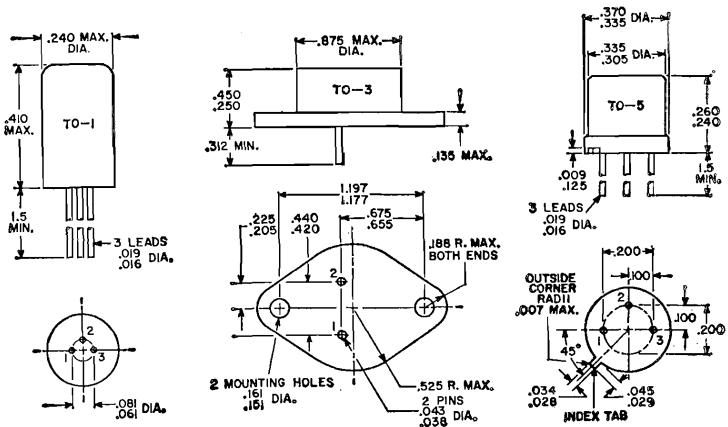 .240 MAX.
DIA.
.410
MAX.
TO-1
1.5
MIN.
3 LEADS
.019
.016 DIA.
2
1
3
.081
.061 DIA.
.875 MAX.
DIA.
TO-3
.450
.250
.312 MIN.
.135 MAX.
1.197
1.177
.225
.205
.440
.420
.675
.655
.188 R. MAX.
BOTH ENDS
2
1
2 MOUNTING HOLES
.161
.151 DIA.
.525 R. MAX.
2 PINS
.043
.038 DIA.
.370
.335 DIA.
.335
.305 DIA.
TO-5
.260
.240
.009
.125
1.5
MIN.
3 LEADS
.019
.016 DIA.
.200
.100
OUTSIDE
CORNER
RADII
.007 MAX.
2
1
3
.100
.200
45°
.034
.028
.045
.029
INDEX TAB